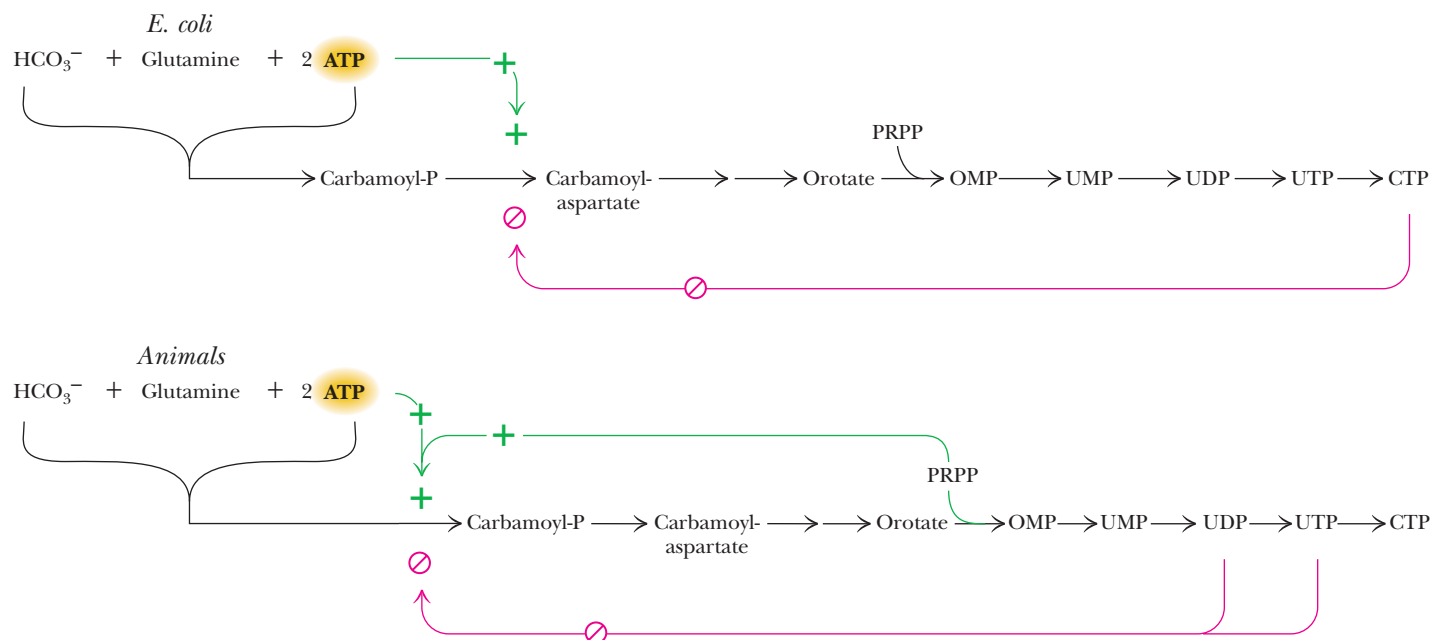 E. coli
HCO₃⁻ + Glutamine + 2 ATP
PRPP
Carbamoyl-P Carbamoyl-aspartate Orotate OMP UMP UDP UTP CTP
Animals
HCO₃⁻ + Glutamine + 2 ATP
PRPP
Carbamoyl-P Carbamoyl-aspartate Orotate OMP UMP UDP UTP CTP